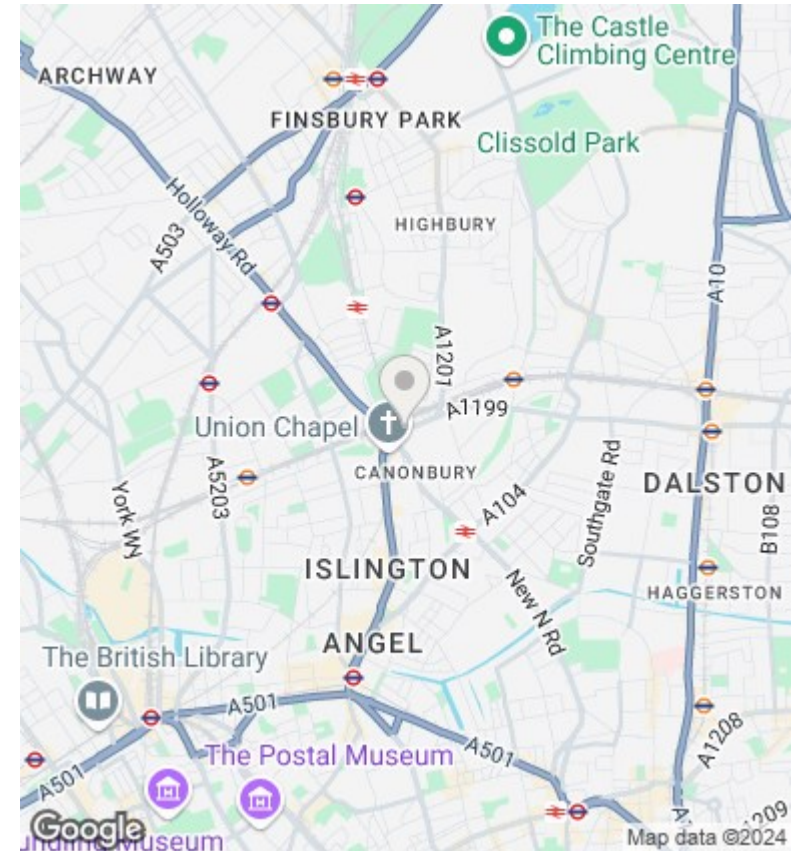 The Castle
Climbing Centre
ARCHWAY
FINSBURY PARK
Clissold Park
Holloway Rd
HIGHBURY
A503
A10
A1201
Union Chapel
A1199
CANONBURY
A5203
A104
Southgate Rd
DALSTON
York Wy
B108
ISLINGTON
HAGGERSTON
New N Rd
ANGEL
The British Library
A501
A1208
The Postal Museum
A501
A501
Google
Museum
Map data ©2024